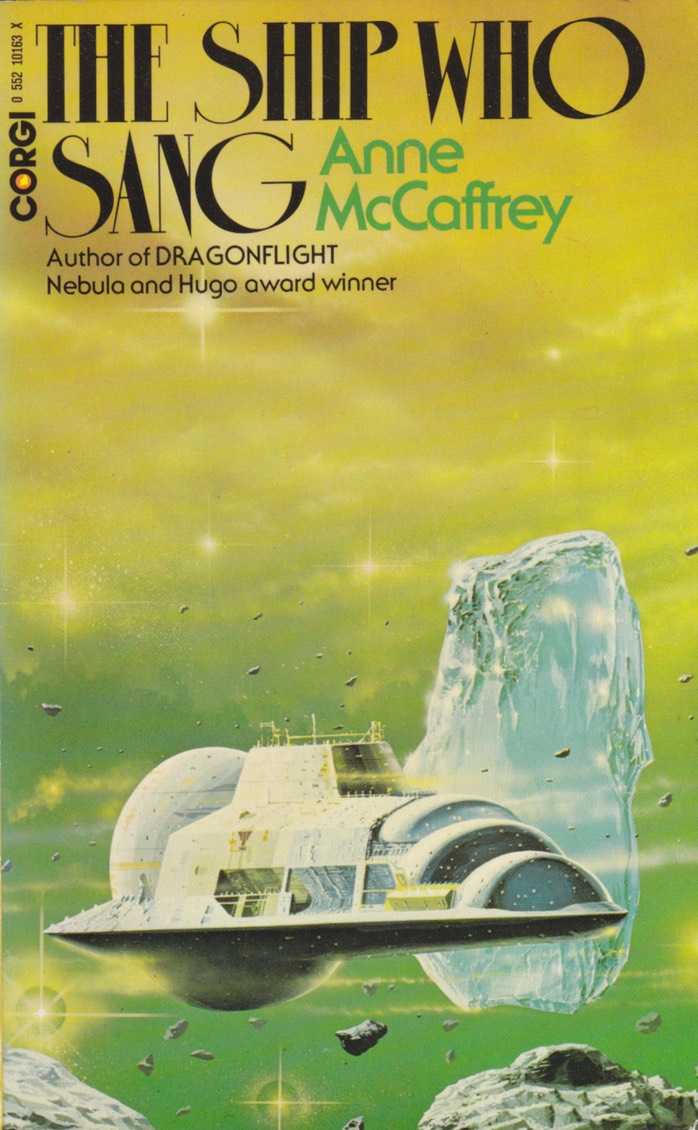 THE SHIP WHO
SANG
Anne
McCaffrey
Author of DRAGONFLIGHT
Nebula and Hugo award winner
CORGI 0 552 10163 X